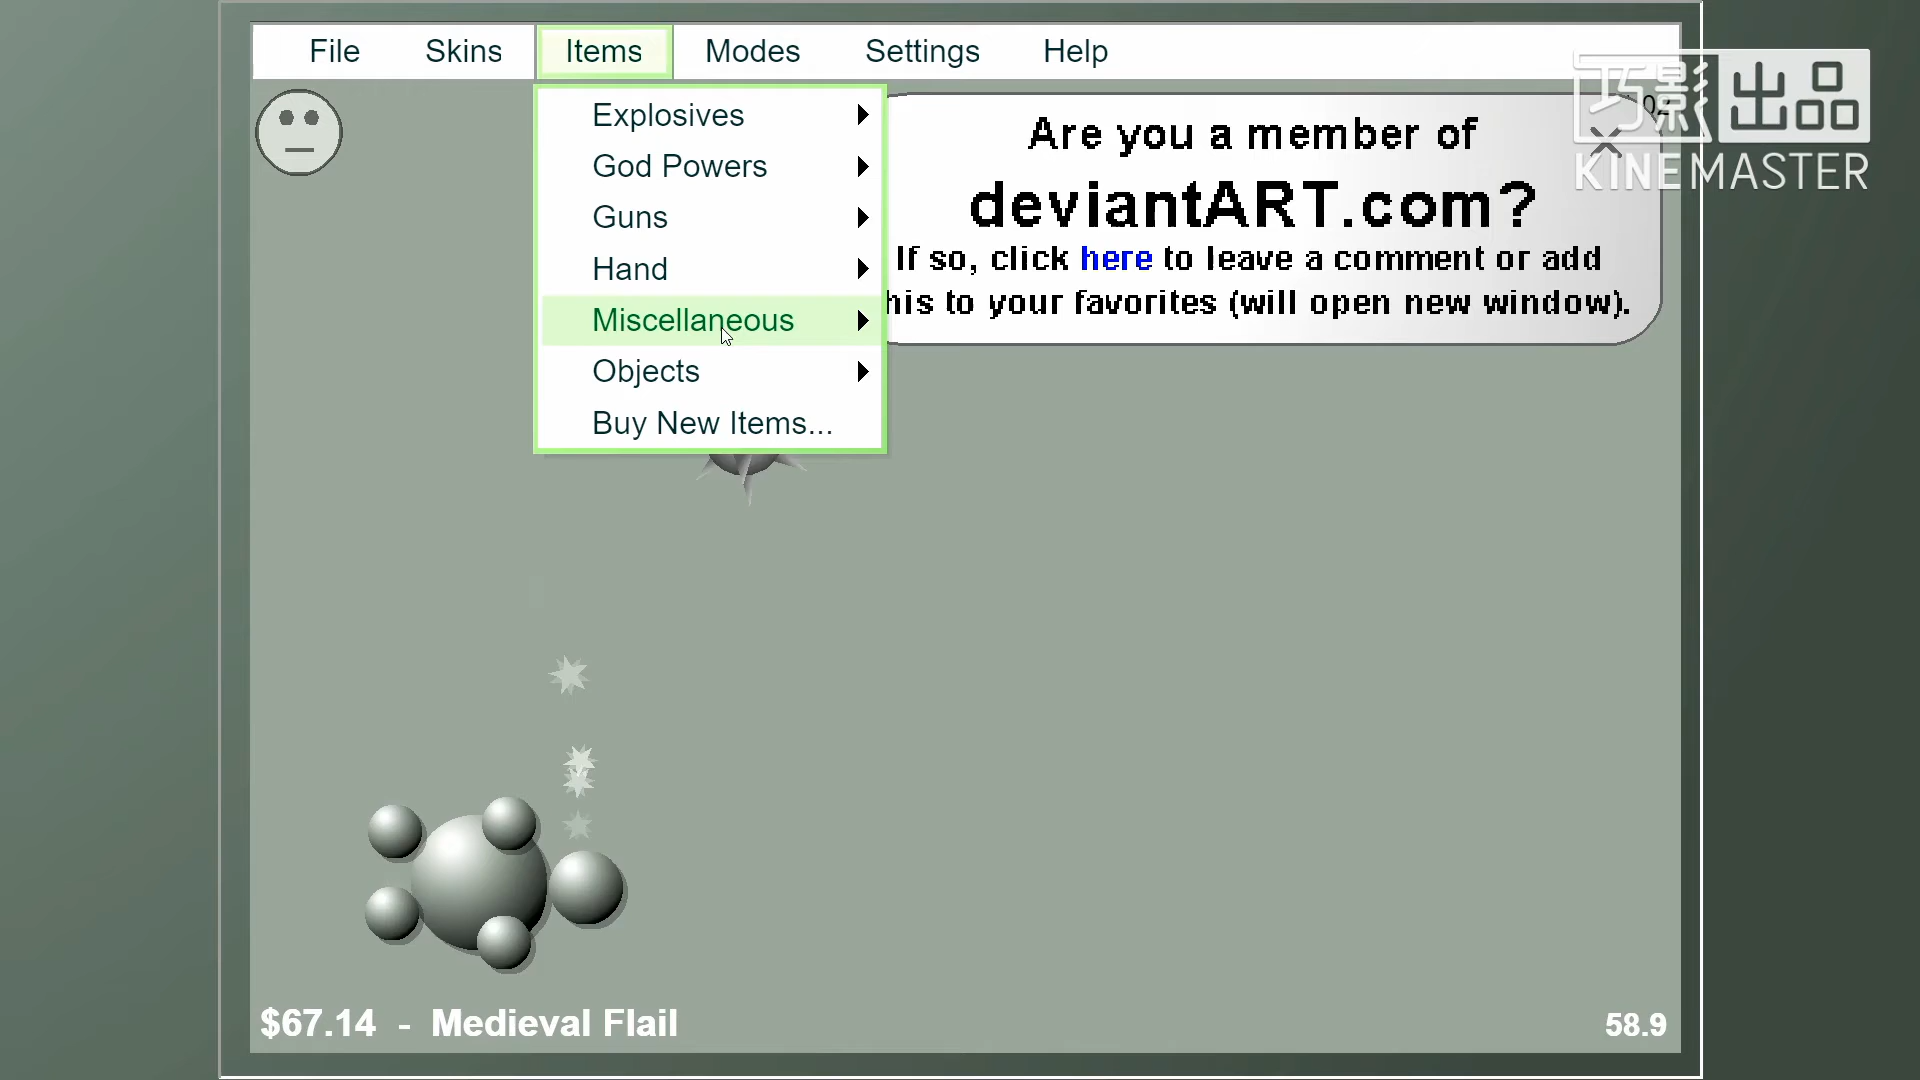 File Skins Items Modes Settings Help
巧影出品
KINEMASTER
Explosives
God Powers
Guns
Hand
Miscellaneous
Objects
Buy New Items...
Are you a member of
deviantART.com?
If so, click here to leave a comment or add
his to your favorites (will open new window).
$67.14 - Medieval Flail
58.9